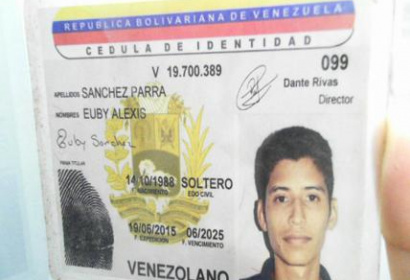 REPUBLICA BOLIVARIANA DE VENEZUELA
CEDULA DE IDENTIDAD
V 19.700.389
099
APELLIDOS SANCHEZ PARRA
Dante Rivas
Director
NOMBRES EUBY ALEXIS
Euby Sanchez
FIRMA TITULAR
14/10/1988 SOLTERO
F. NACIMIENTO EDO CIVIL
19/06/2015 06/2025
F. EXPEDICION F. VENCIMIENTO
VENEZOLANO